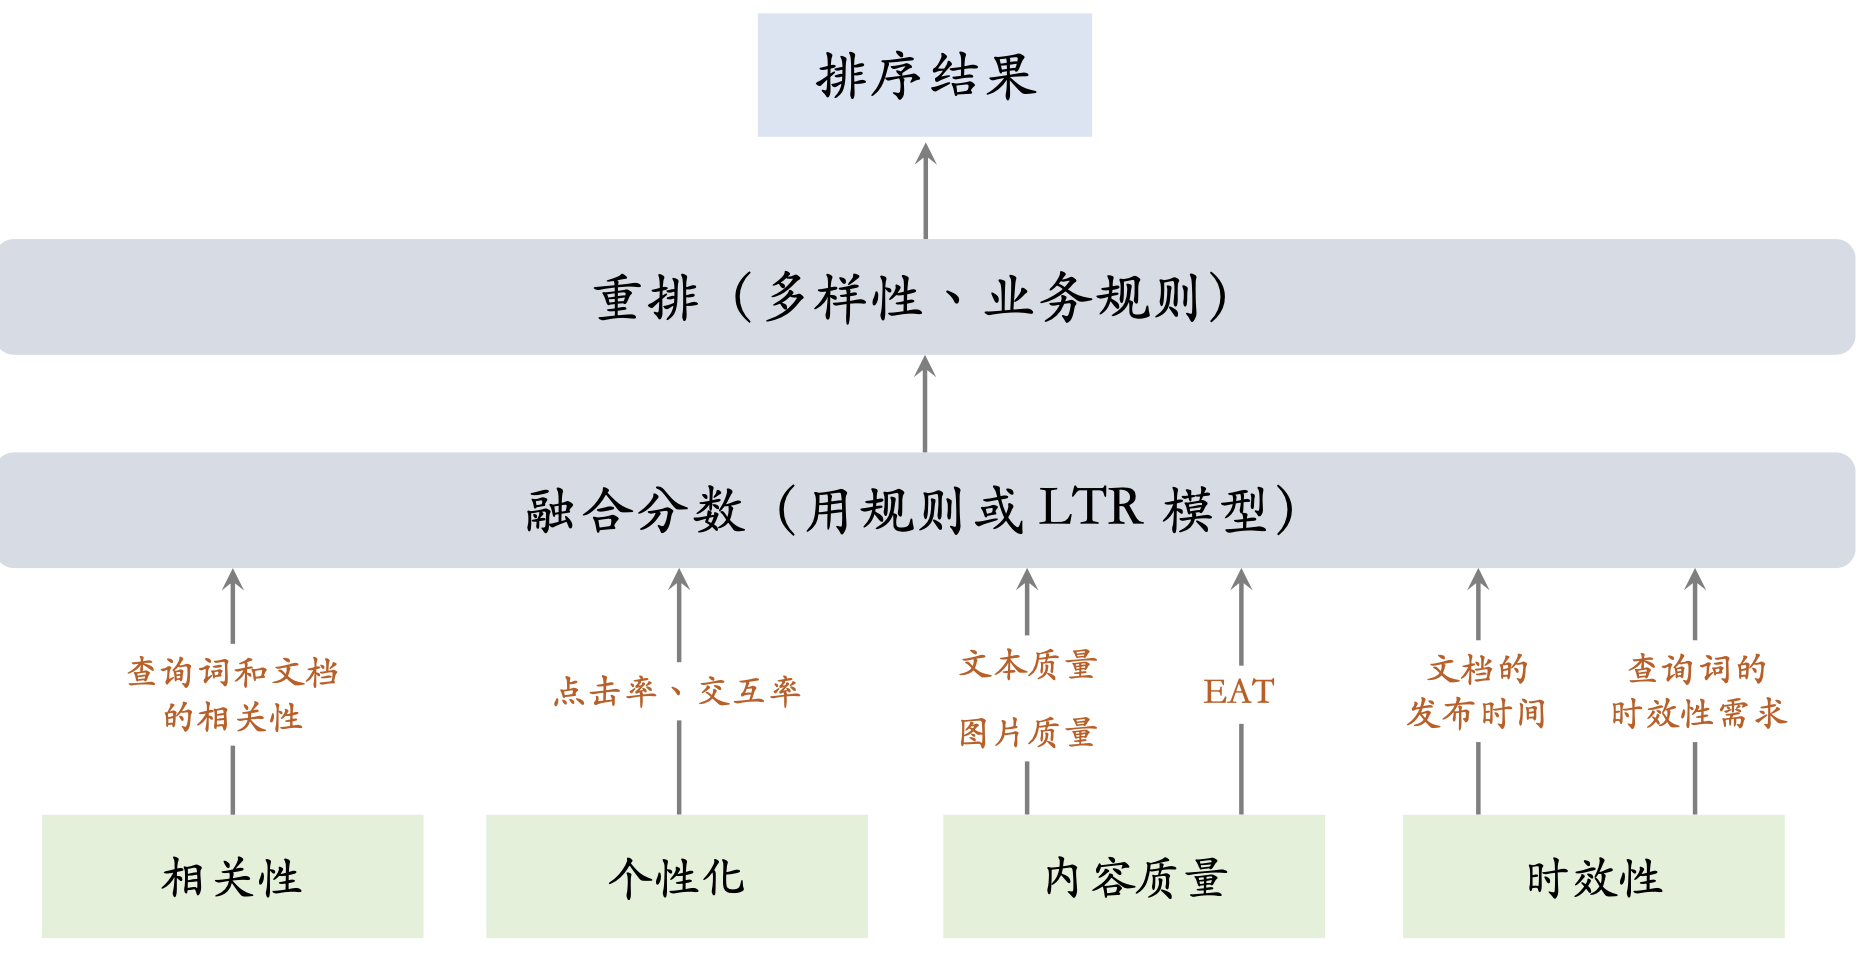 排序结果
重排（多样性、业务规则）
融合分数（用规则或 LTR 模型）
查询词和文档
的相关性
点击率、交互率
文本质量
图片质量
EAT
文档的
发布时间
查询词的
时效性需求
相关性
个性化
内容质量
时效性